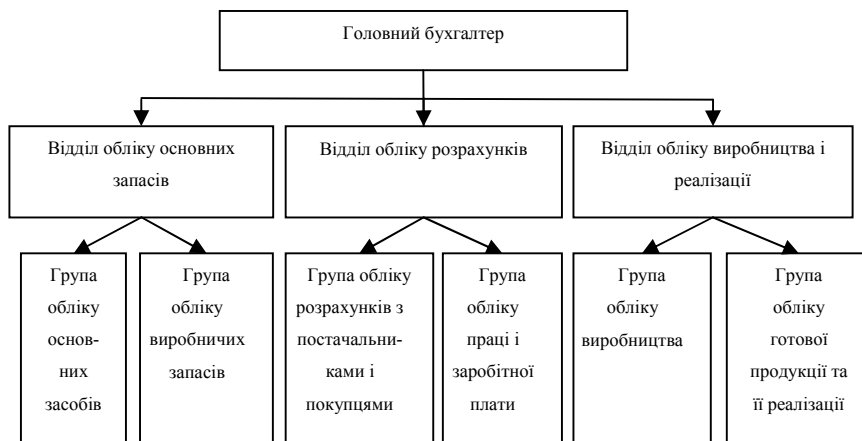 Головний бухгалтер
Відділ обліку основних
запасів
Відділ обліку розрахунків
Відділ обліку виробництва і
реалізації
Група
обліку
основ-
них
засобів
Група
обліку
виробничих
запасів
Група обліку
розрахунків з
постачальни-
ками і
покупцями
Група
обліку
праці і
заробітної
плати
Група
обліку
виробництва
Група
обліку
готової
продукції та
її реалізації